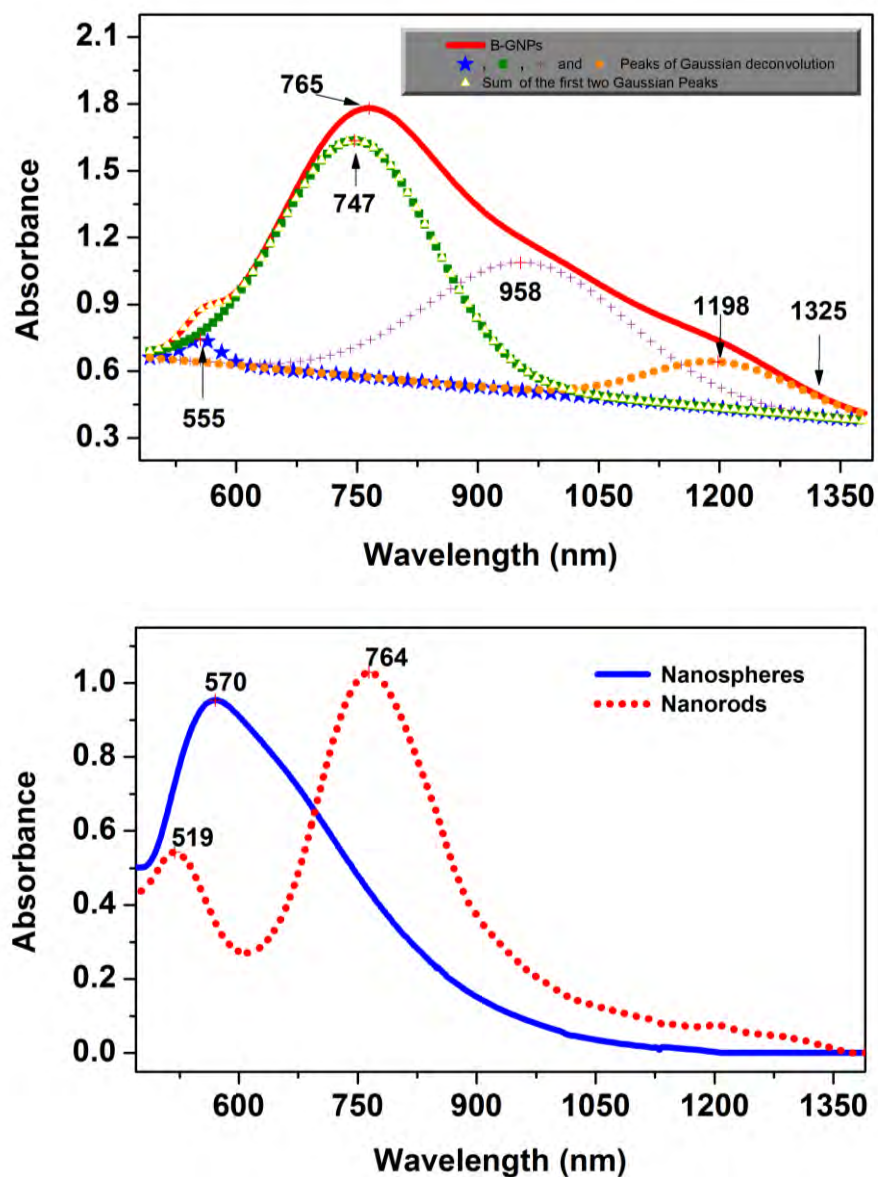 2.1
1.8
1.5
1.2
0.9
0.6
0.3
Absorbance
B-GNPs
, , and Peaks of Gaussian deconvolution
Sum of the first two Gaussian Peaks
765
747
958
1198
1325
555
600 750 900 1050 1200 1350
Wavelength (nm)
1.0
0.8
0.6
0.4
0.2
0.0
Absorbance
570
764
519
Nanospheres
Nanorods
600 750 900 1050 1200 1350
Wavelength (nm)